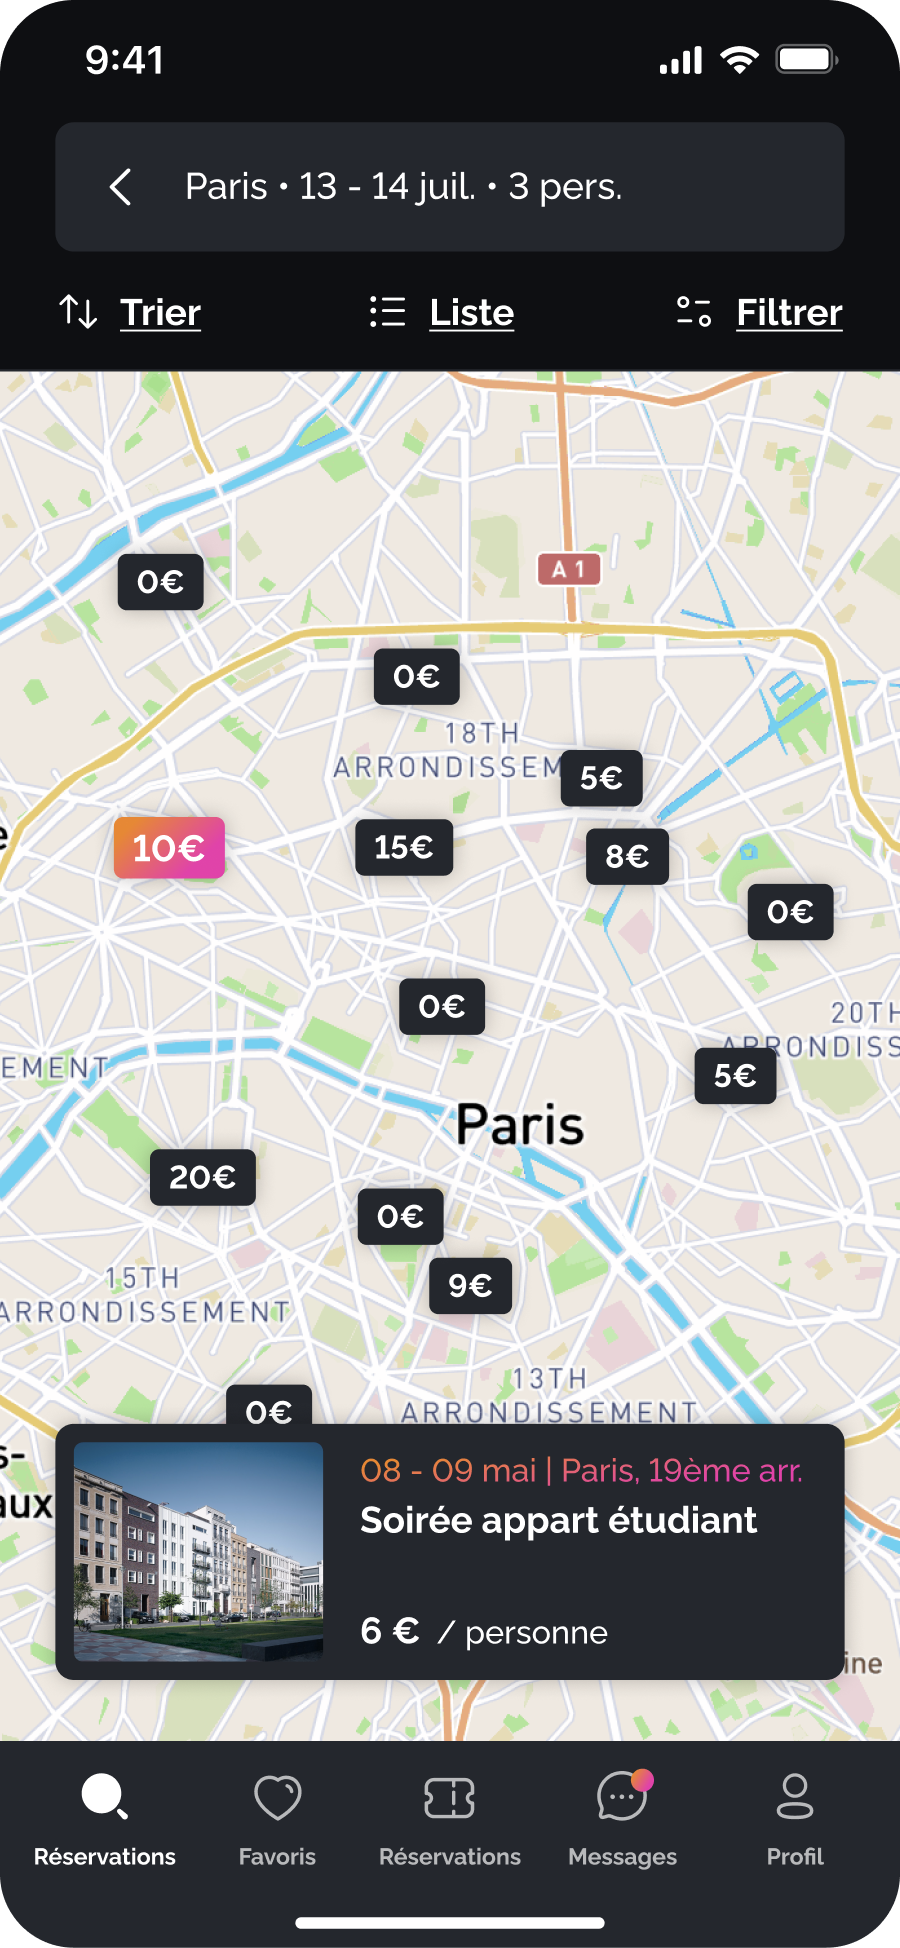 9:41
Paris • 13 - 14 juil. • 3 pers.
Trier
Liste
Filtrer
A 1
0€
0€
18TH
ARRONDISSEM
5€
e
10€
15€
8€
0€
0€
20TH
ARRONDISS
EMENT
5€
Paris
20€
0€
15TH
ARRONDISSEMENT
9€
13TH
ARRONDISSEMENT
0€
s-
aux
08 - 09 mai | Paris, 19ème arr.
Soirée appart étudiant
6 € / personne
ine
Réservations
Favoris
Réservations
Messages
Profil